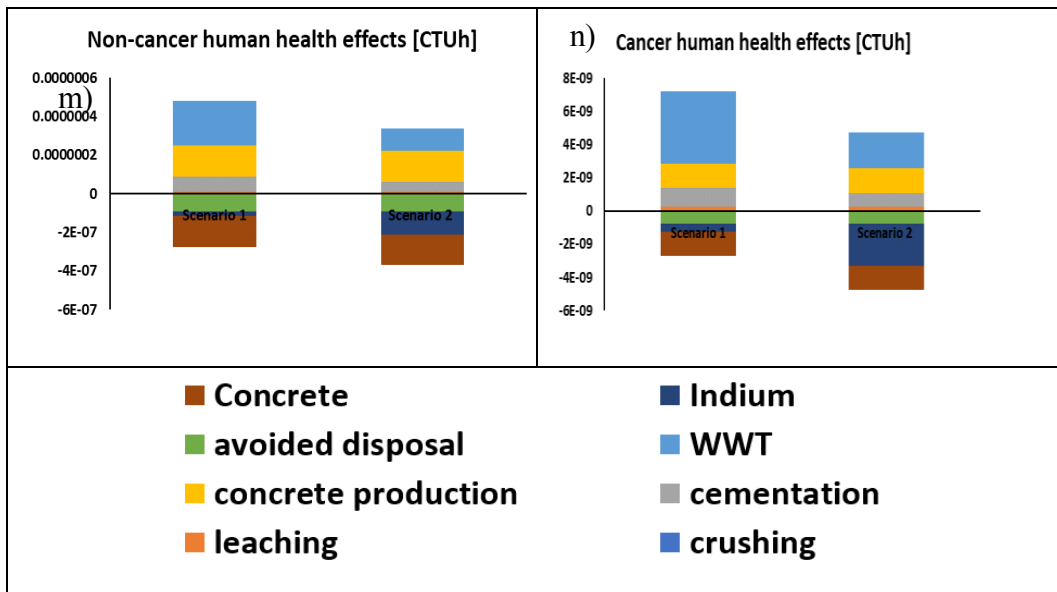 Non-cancer human health effects [CTUh]
0.0000006
m)
0.0000004
0.0000002
0
Scenario 1
Scenario 2
-2E-07
-4E-07
-6E-07
n)
Cancer human health effects [CTUh]
8E-09
6E-09
4E-09
2E-09
0
Scenario 1
Scenario 2
-2E-09
-4E-09
-6E-09
Concrete
Indium
avoided disposal
WWT
concrete production
cementation
leaching
crushing